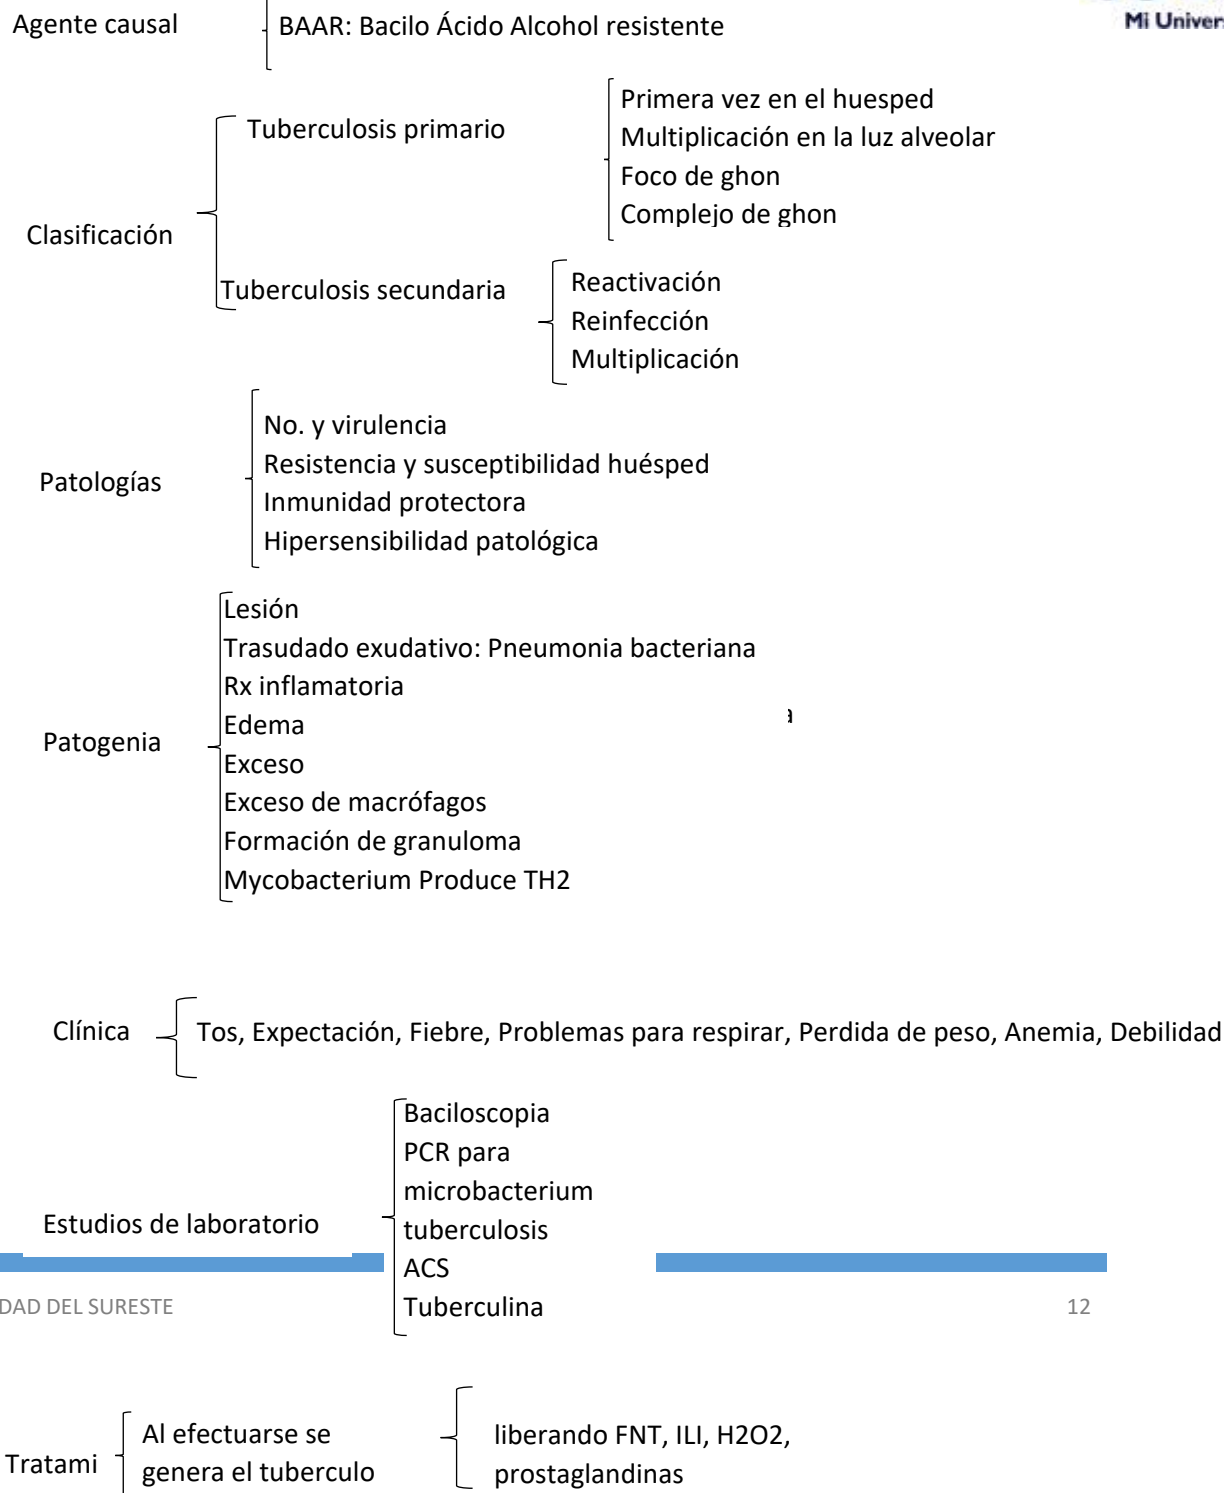 Mi Univer
Agente causal
BAAR: Bacilo Ácido Alcohol resistente
Clasificación
Tuberculosis primario
Primera vez en el huesped
Multiplicación en la luz alveolar
Foco de ghon
Complejo de ghon
Tuberculosis secundaria
Reactivación
Reinfección
Multiplicación
Patologías
No. y virulencia
Resistencia y susceptibilidad huésped
Inmunidad protectora
Hipersensibilidad patológica
Patogenia
Lesión
Trasudado exudativo: Pneumonia bacteriana
Rx inflamatoria
Edema
Exceso
Exceso de macrófagos
Formación de granuloma
Mycobacterium Produce TH2
Clínica
Tos, Expectación, Fiebre, Problemas para respirar, Perdida de peso, Anemia, Debilidad
Estudios de laboratorio
Baciloscopia
PCR para
microbacterium
tuberculosis
ACS
Tuberculina
DAD DEL SURESTE
12
Tratami
Al efectuarse se
genera el tuberculo
liberando FNT, ILI, H2O2,
prostaglandinas